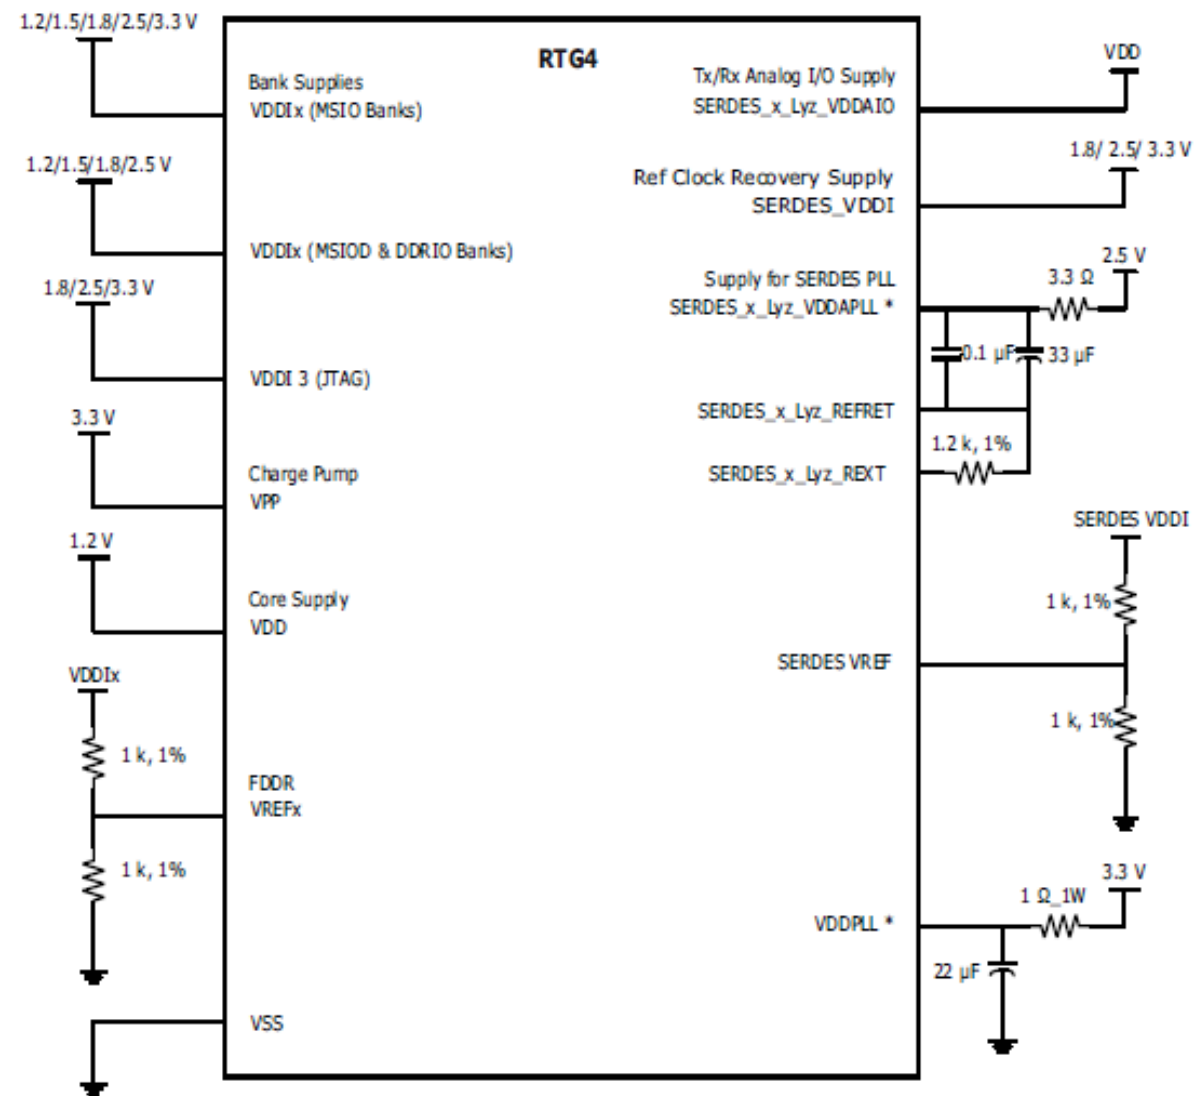 1.2/1.5/1.8/2.5/3.3 V
RTG4
Bank Supplies
VDDIx (MSIO Banks)
1.2/1.5/1.8/2.5 V
VDDIx (MSIOD & DDRIO Banks)
1.8/2.5/3.3 V
VDDI 3 (JTAG)
3.3 V
Charge Pump
VPP
1.2 V
Core Supply
VDD
VDDIx
1 k, 1%
FDDR
VREFx
1 k, 1%
VSS
VDD
Tx/Rx Analog I/O Supply
SERDES_x_Lyz_VDDAIO
1.8/ 2.5/ 3.3 V
Ref Clock Recovery Supply
SERDES_VDDI
2.5 V
Supply for SERDES PLL
3.3 Ω
SERDES_x_Lyz_VDDAPLL *
0.1 µF
33 µF
SERDES_x_Lyz_REFRET
1.2 k, 1%
SERDES_x_Lyz_REXT
SERDES VDDI
1 k, 1%
SERDES VREF
1 k, 1%
3.3 V
1 Ω_1W
VDDPLL *
22 µF